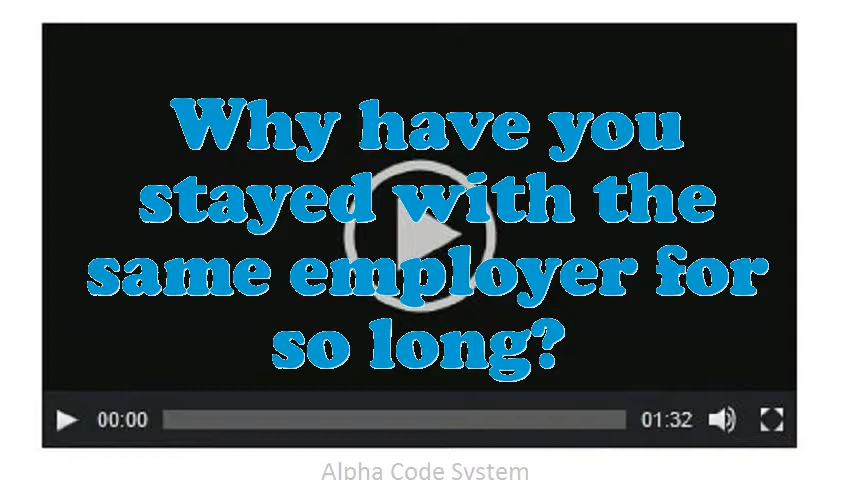 Why have you
stayed with the
same employer for
so long?
00:00 01:32
Alpha Code System